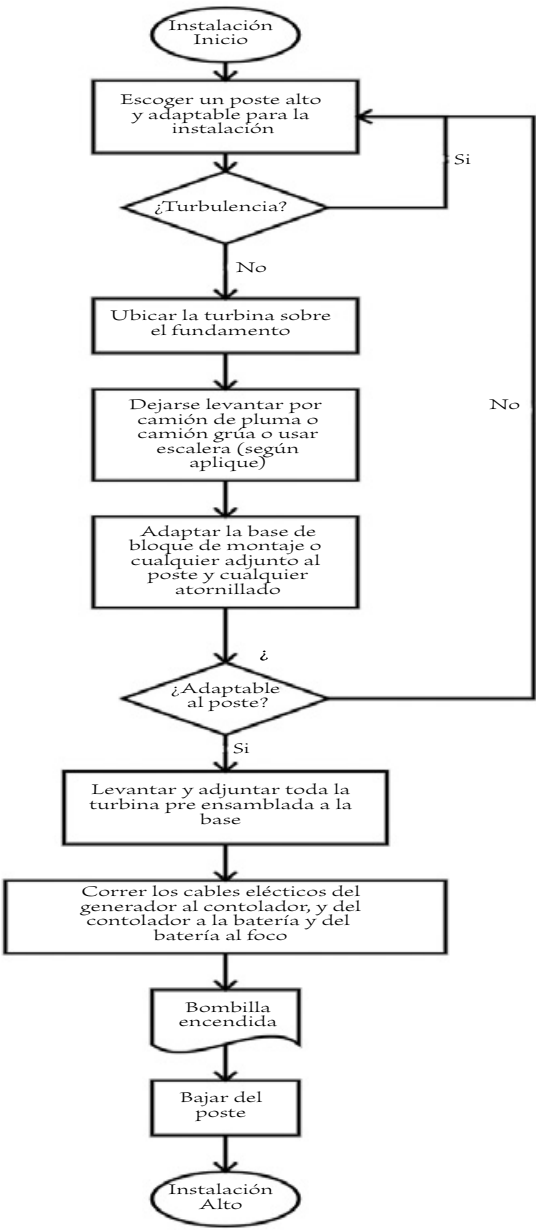 Instalación
Inicio
Escoger un poste alto
y adaptable para la
instalación
Si
¿Turbulencia?
No
Ubicar la turbina sobre
el fundamento
Dejarse levantar por
camión de pluma o
camión grúa o usar
escalera (según
aplique)
No
Adaptar la base de
bloque de montaje o
cualquier adjunto al
poste y cualquier
atornillado
¿
¿Adaptable
al poste?
Si
Levantar y adjuntar toda la
turbina pre ensamblada a la
base
Correr los cables elécticos del
generador al contolador, y del
contolador a la batería y del
batería al foco
Bombilla
encendida
Bajar del
poste
Instalación
Alto